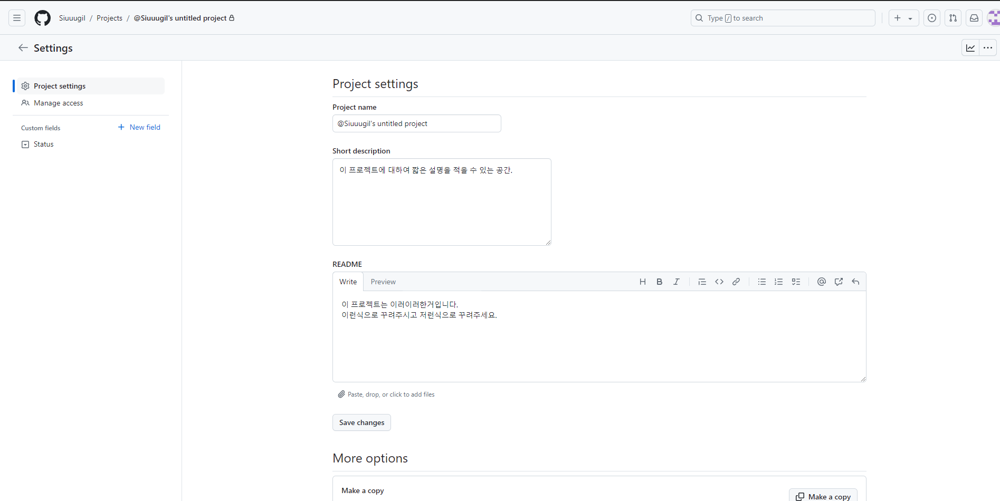 Siuuugil / Projects / @Siuuugil's untitled project
Type / to search
Settings
Project settings
Manage access
Custom fields
New field
Status
Project settings
Project name
@Siuuugil's untitled project
Short description
이 프로젝트에 대하여 짧은 설명을 적을 수 있는 공간.
README
Write
Preview
이 프로젝트는 이러이러한거입니다.
이런식으로 꾸려주시고 저런식으로 꾸려주세요.
Paste, drop, or click to add files
Save changes
More options
Make a copy
Make a copy